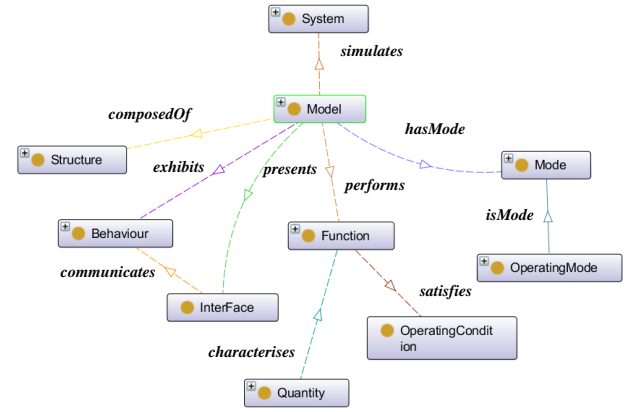 System
simulates
Model
composedOf
hasMode
Structure
exhibits
presents
Mode
performs
isMode
Behaviour
Function
communicates
OperatingMode
satisfies
InterFace
OperatingCondit
ion
characterises
Quantity